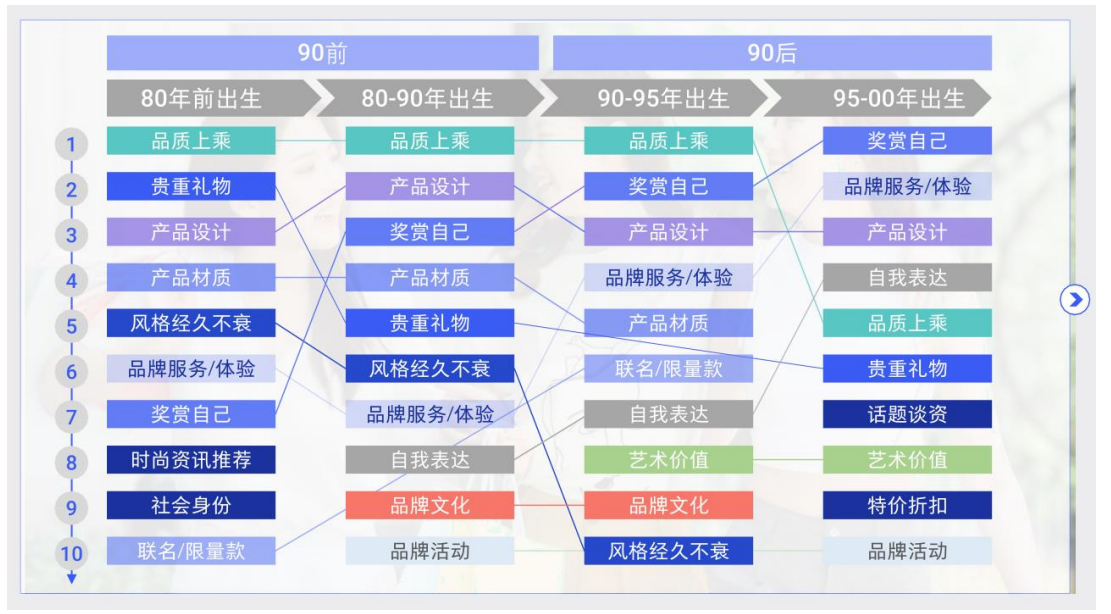 90前 90后
80年前出生 80-90年出生 90-95年出生 95-00年出生
1 品质上乘 品质上乘 品质上乘 奖赏自己
2 贵重礼物 产品设计 奖赏自己 品牌服务/体验
3 产品设计 奖赏自己 产品设计 产品设计
4 产品材质 产品材质 品牌服务/体验 自我表达
5 风格经久不衰 贵重礼物 产品材质 品质上乘
6 品牌服务/体验 风格经久不衰 联名/限量款 贵重礼物
7 奖赏自己 品牌服务/体验 自我表达 话题谈资
8 时尚资讯推荐 自我表达 艺术价值 艺术价值
9 社会身份 品牌文化 品牌文化 特价折扣
10 联名/限量款 品牌活动 风格经久不衰 品牌活动